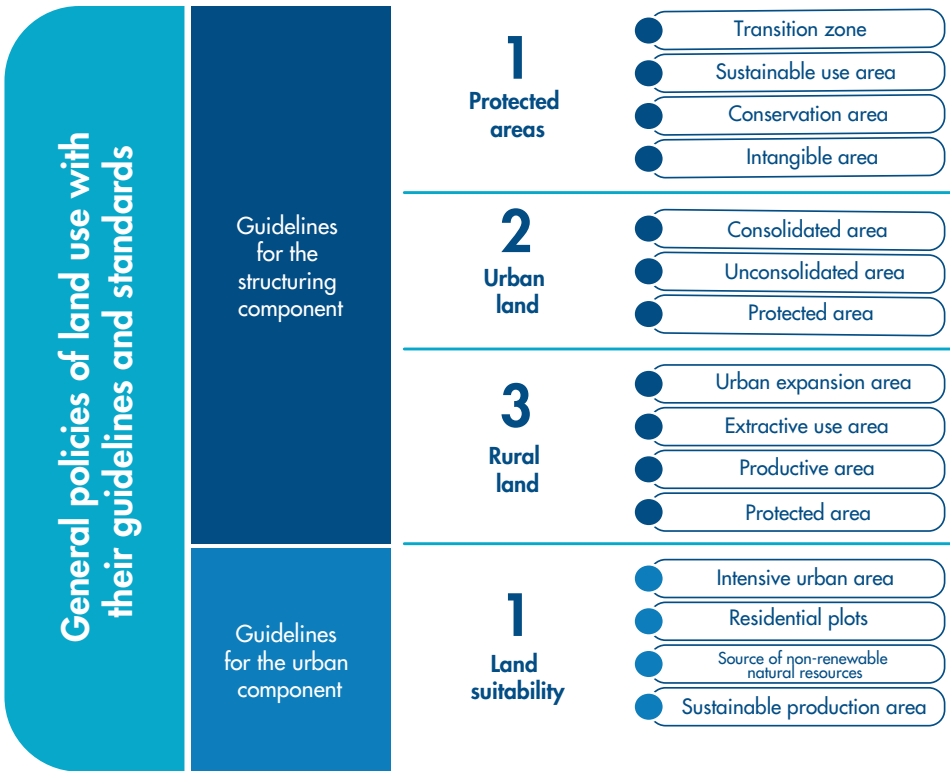 General policies of land use with
their guidelines and standards
Guidelines
for the
structuring
component
1
Protected
areas
Transition zone
Sustainable use area
Conservation area
Intangible area
2
Urban
land
Consolidated area
Unconsolidated area
Protected area
3
Rural
land
Urban expansion area
Extractive use area
Productive area
Protected area
Guidelines
for the urban
component
1
Land
suitability
Intensive urban area
Residential plots
Source of non-renewable
natural resources
Sustainable production area